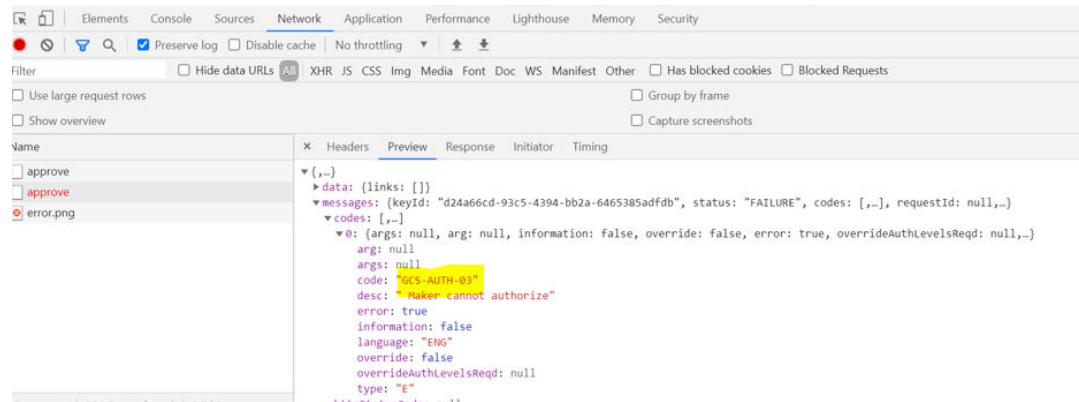 Elements Console Sources Network Application Performance Lighthouse Memory Security
Preserve log Disable cache No throttling
Filter Hide data URLs All XHR JS CSS Img Media Font Doc WS Manifest Other Has blocked cookies Blocked Requests
Use large request rows Group by frame
Show overview Capture screenshots
Name × Headers Preview Response Initiator Timing
approve
approve
error.png
▼{,…}
▶data: {links: []}
▼messages: {keyId: "d24a66cd-93c5-4394-bb2a-6465385adfdb", status: "FAILURE", codes: [,…], requestId: null,…}
▼codes: [,…]
▼0: {args: null, arg: null, information: false, override: false, error: true, overrideAuthLevelsReqd: null,…}
arg: null
args: null
code: "GCS-AUTH-03"
desc: " Maker cannot authorize"
error: true
information: false
language: "ENG"
override: false
overrideAuthLevelsReqd: null
type: "E"